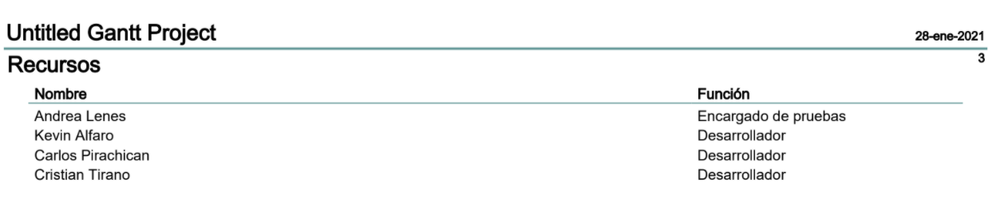 Untitled Gantt Project
28-ene-2021
Recursos
3
Nombre Función
Andrea Lenes Encargado de pruebas
Kevin Alfaro Desarrollador
Carlos Pirachican Desarrollador
Cristian Tirano Desarrollador